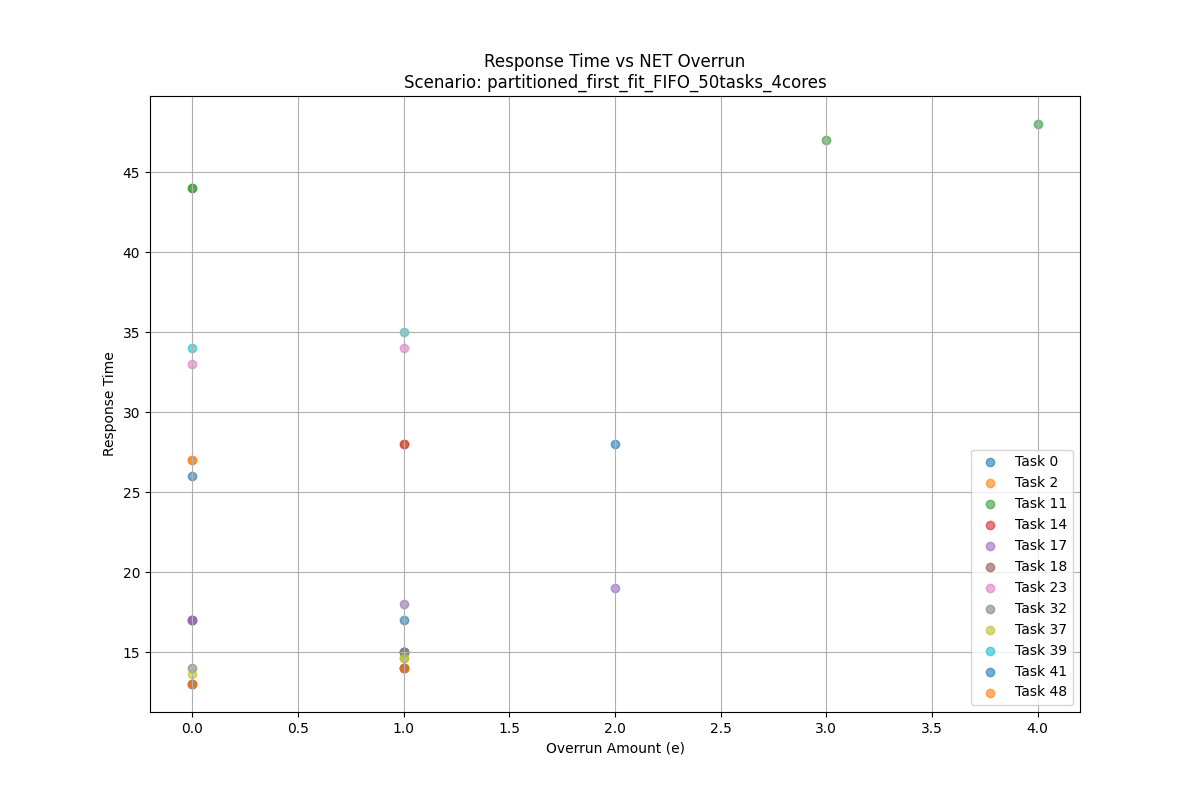 Response Time vs NET Overrun
Scenario: partitioned_first_fit_FIFO_50tasks_4cores
Response Time
45
40
35
30
25
20
15
0.0 0.5 1.0 1.5 2.0 2.5 3.0 3.5 4.0
Overrun Amount (e)
Task 0
Task 2
Task 11
Task 14
Task 17
Task 18
Task 23
Task 32
Task 37
Task 39
Task 41
Task 48